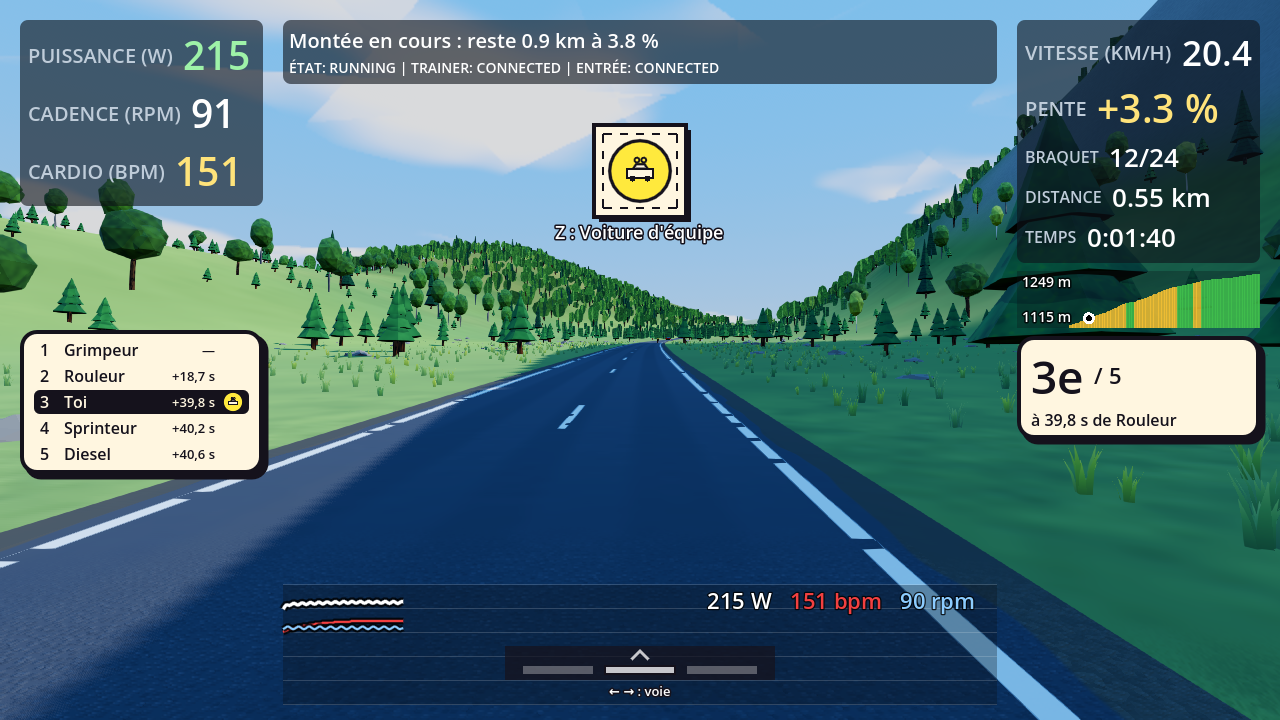 PUISSANCE (W) 215
CADENCE (RPM) 91
CARDIO (BPM) 151
Montée en cours : reste 0.9 km à 3.8 %
ÉTAT: RUNNING | TRAINER: CONNECTED | ENTRÉE: CONNECTED
VITESSE (KM/H) 20.4
PENTE +3.3 %
BRAQUET 12/24
DISTANCE 0.55 km
TEMPS 0:01:40
1249 m
1115 m
Z : Voiture d'équipe
1 Grimpeur —
2 Rouleur +18,7 s
3 Toi +39,8 s
4 Sprinteur +40,2 s
5 Diesel +40,6 s
3e / 5
à 39,8 s de Rouleur
215 W 151 bpm 90 rpm
← → : voie